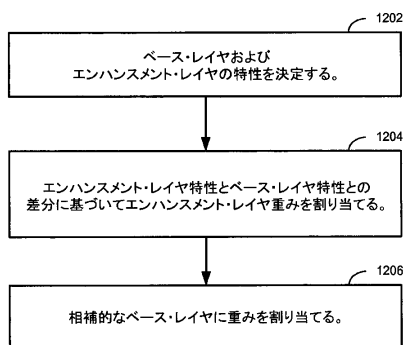 1202
ベース・レイヤおよび
エンハンスメント・レイヤの特性を決定する。
1204
エンハンスメント・レイヤ特性とベース・レイヤ特性との
差分に基づいてエンハンスメント・レイヤ重みを割り当てる。
1206
相補的なベース・レイヤに重みを割り当てる。